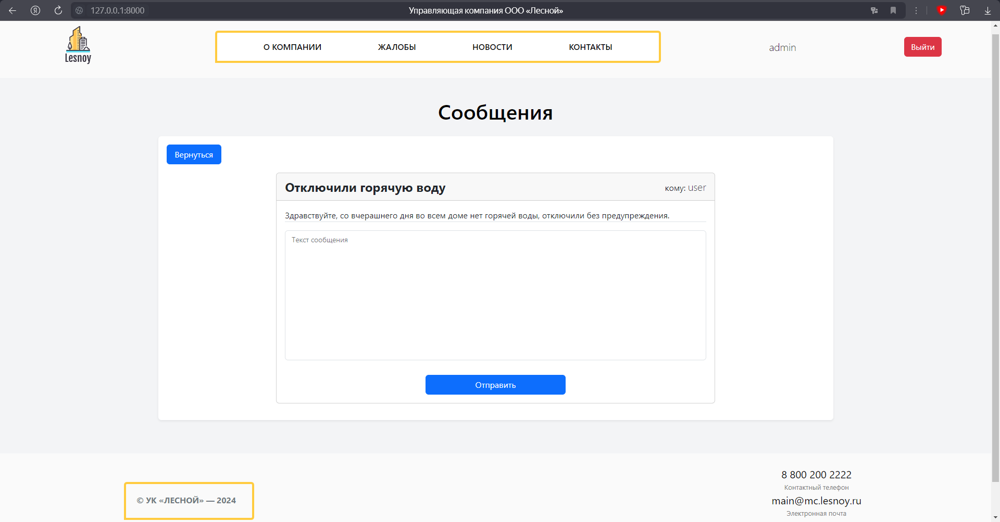 127.0.0.1:8000
Управляющая компания ООО «Лесной»
Lesnoy
О КОМПАНИИ
ЖАЛОБЫ
НОВОСТИ
КОНТАКТЫ
admin
Выйти
Сообщения
Вернуться
Отключили горячую воду
кому: user
Здравствуйте, со вчерашнего дня во всем доме нет горячей воды, отключили без предупреждения.
Текст сообщения
Отправить
© УК «ЛЕСНОЙ» — 2024
8 800 200 2222
Контактный телефон
main@mc.lesnoy.ru
Электронная почта